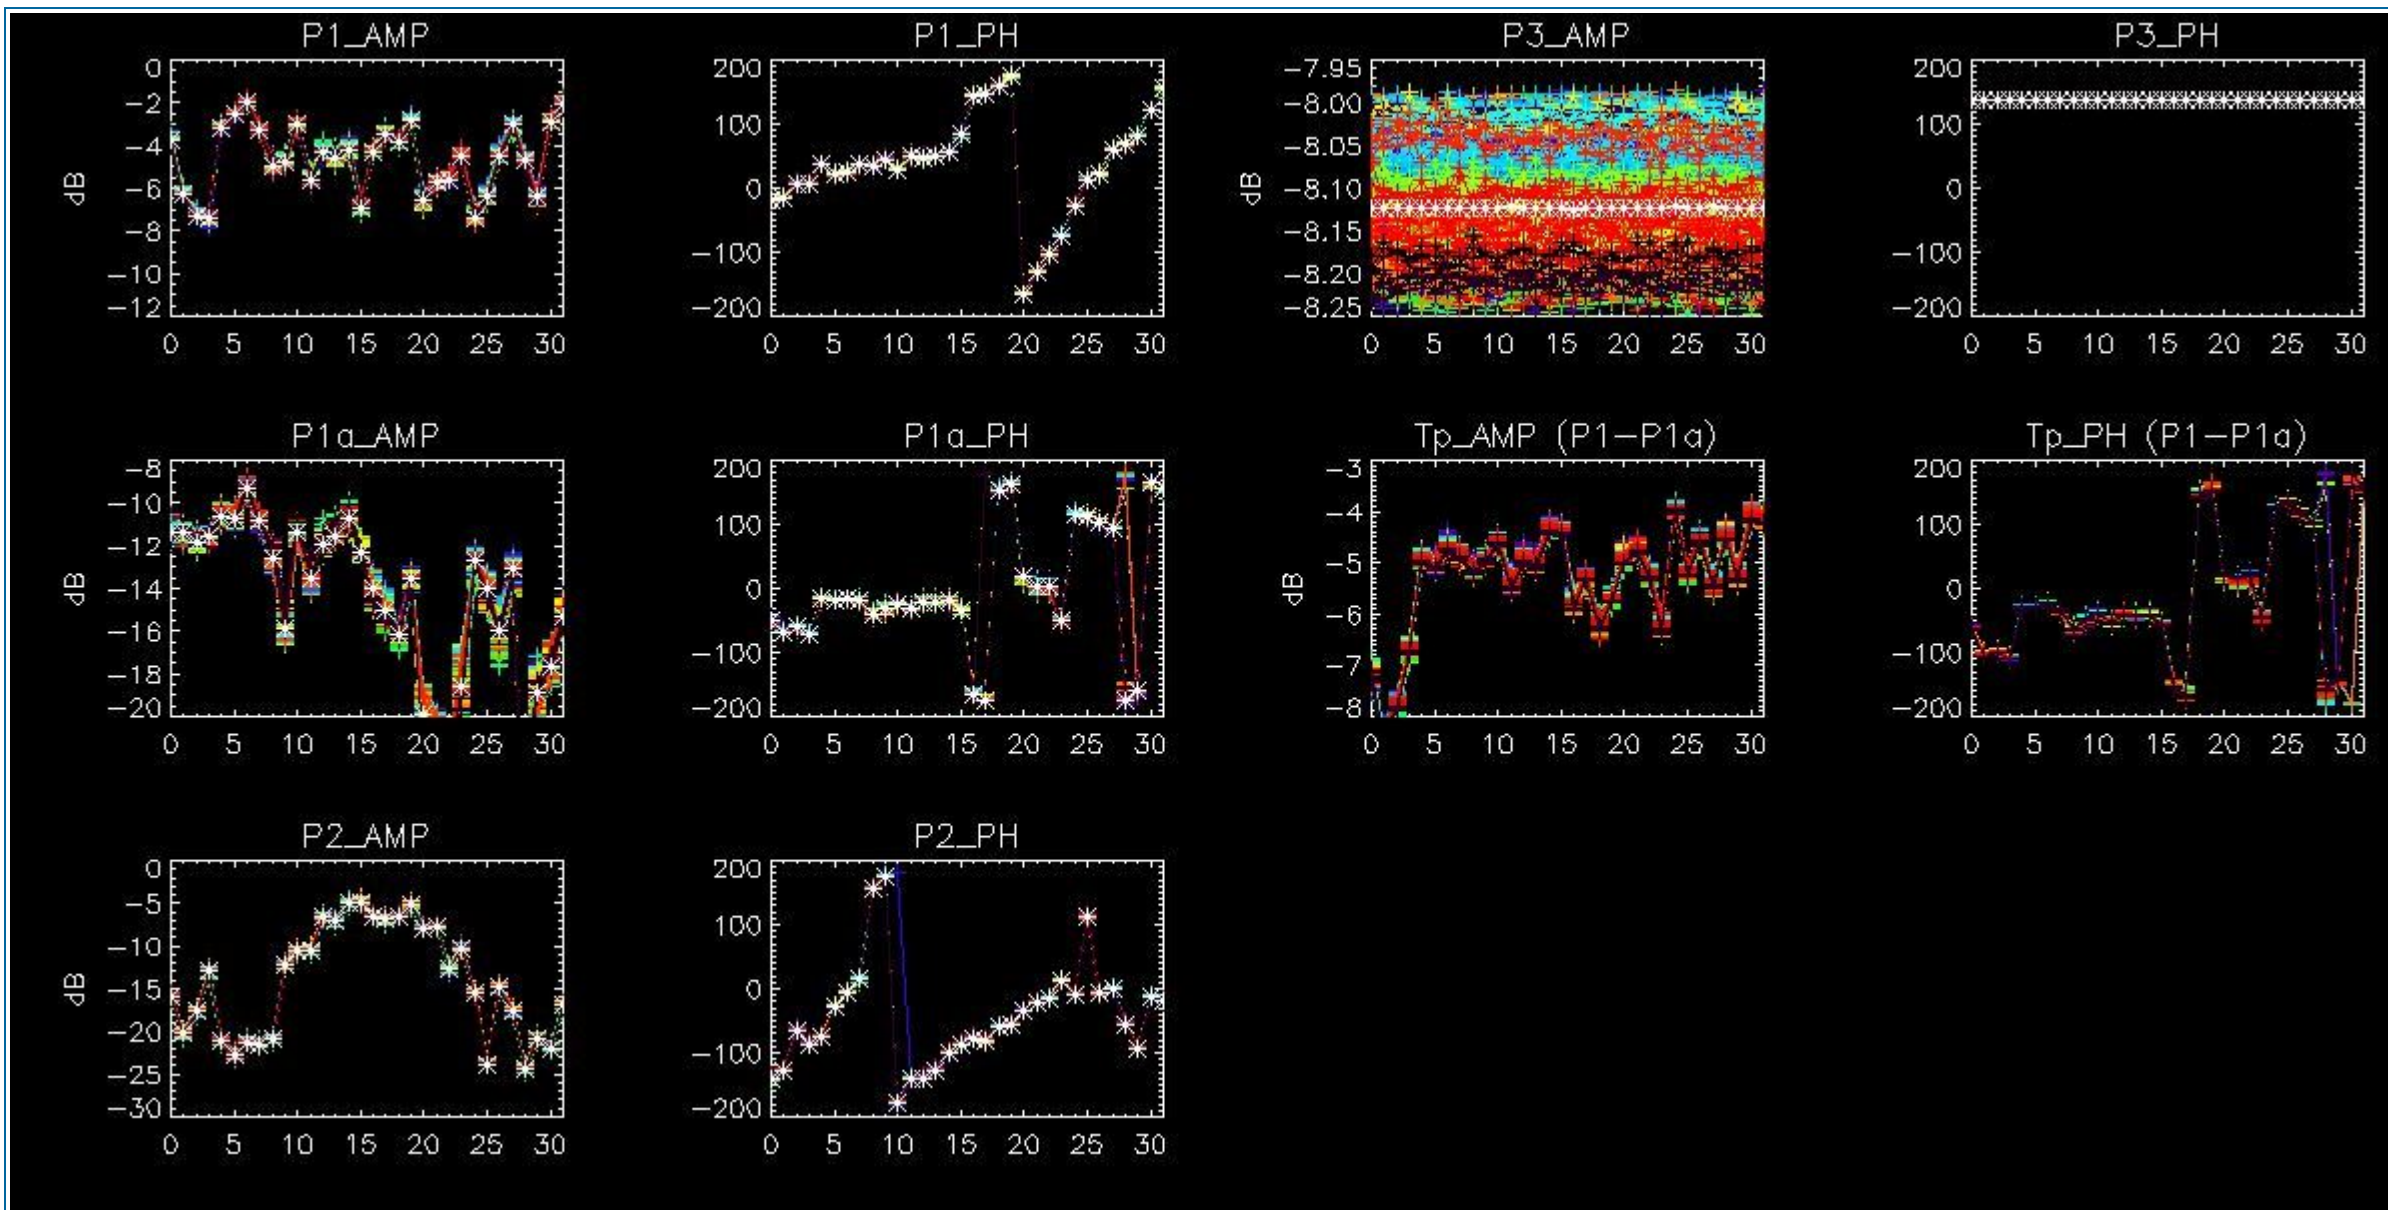 P1_AMP P1_PH P3_AMP P3_PH
0 200 −7.95 200
−2 100 −8.00 100
−4 0 −8.05 0
−6 −100 −8.10 −100
−8 −200 −8.15 −200
−10 −8.20
−12 −8.25
dB dB
0 5 10 15 20 25 30 0 5 10 15 20 25 30 0 5 10 15 20 25 30 0 5 10 15 20 25 30
P1a_AMP P1a_PH Tp_AMP (P1−P1a) Tp_PH (P1−P1a)
−8 200 −3 200
−10 100 −4 100
−12 0 −5 0
−14 −100 −6 −100
−16 −200 −7 −200
−18 −8
−20
dB dB
0 5 10 15 20 25 30 0 5 10 15 20 25 30 0 5 10 15 20 25 30 0 5 10 15 20 25 30
P2_AMP P2_PH
0 200
−5 100
−10 0
−15 −100
−20 −200
−25
−30
dB
0 5 10 15 20 25 30 0 5 10 15 20 25 30